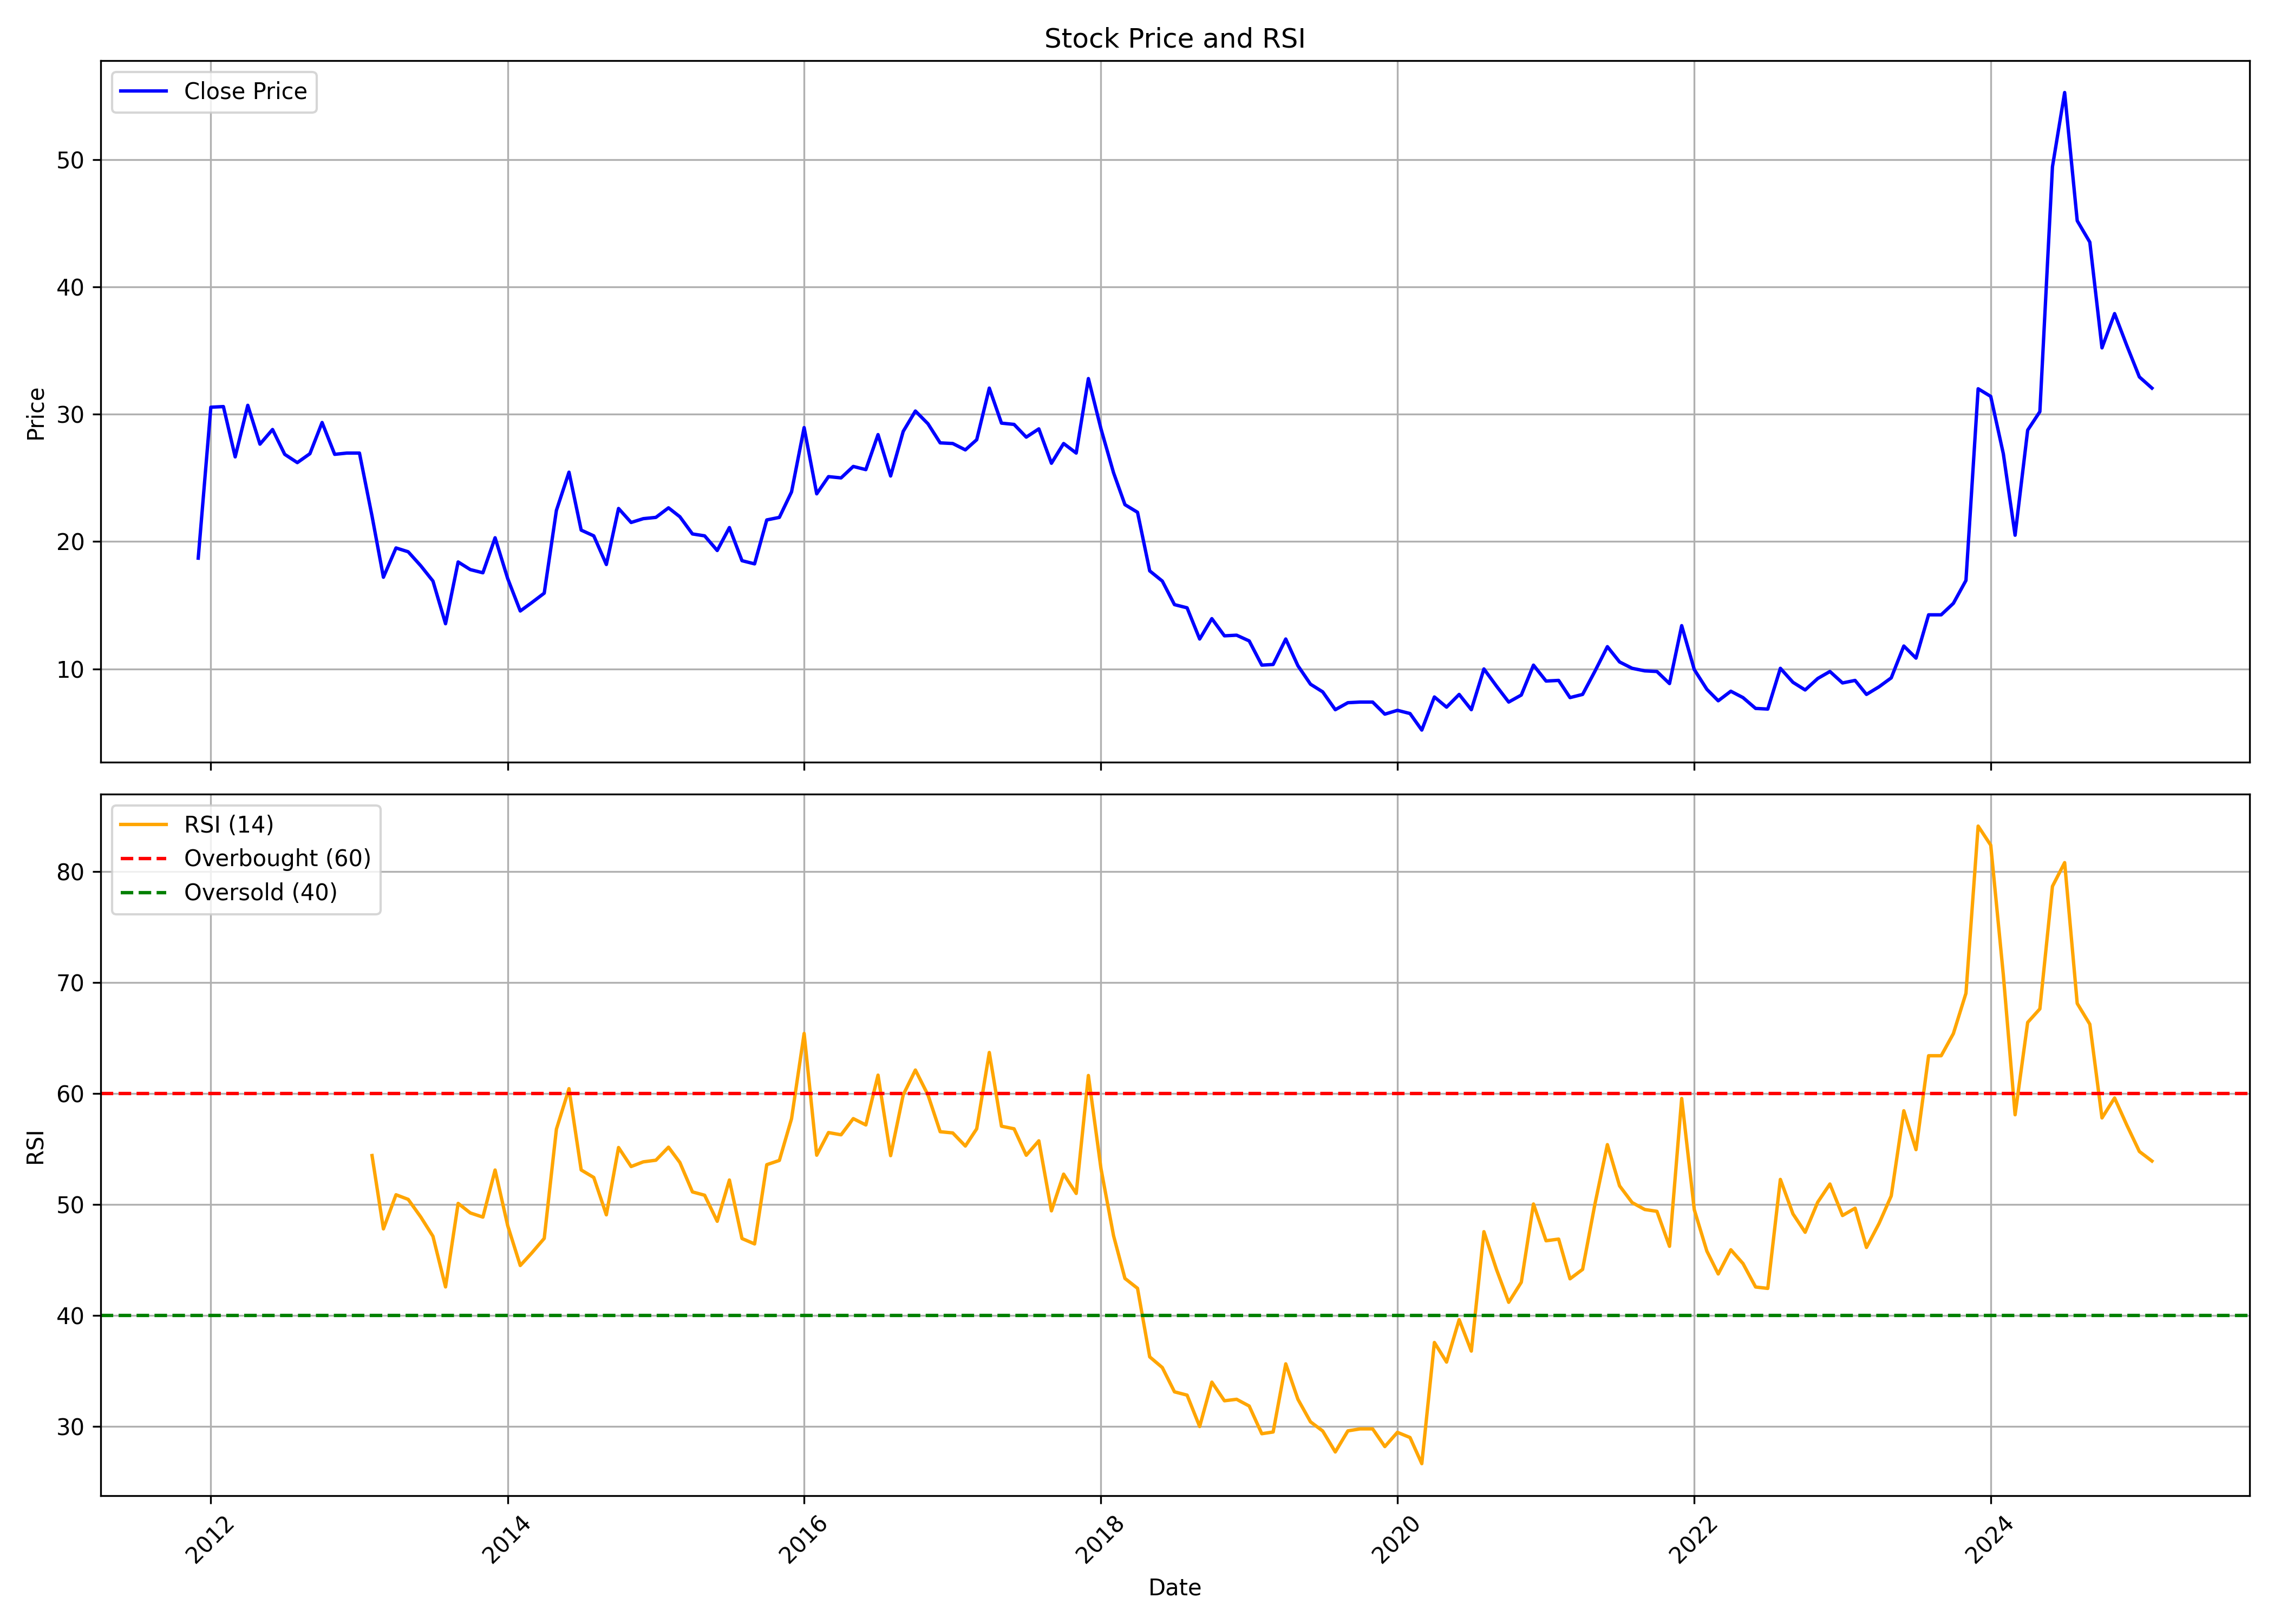 Stock Price and RSI
Close Price
Price
50
40
30
20
10
RSI (14)
Overbought (60)
Oversold (40)
RSI
80
70
60
50
40
30
2012
2014
2016
2018
2020
2022
2024
Date